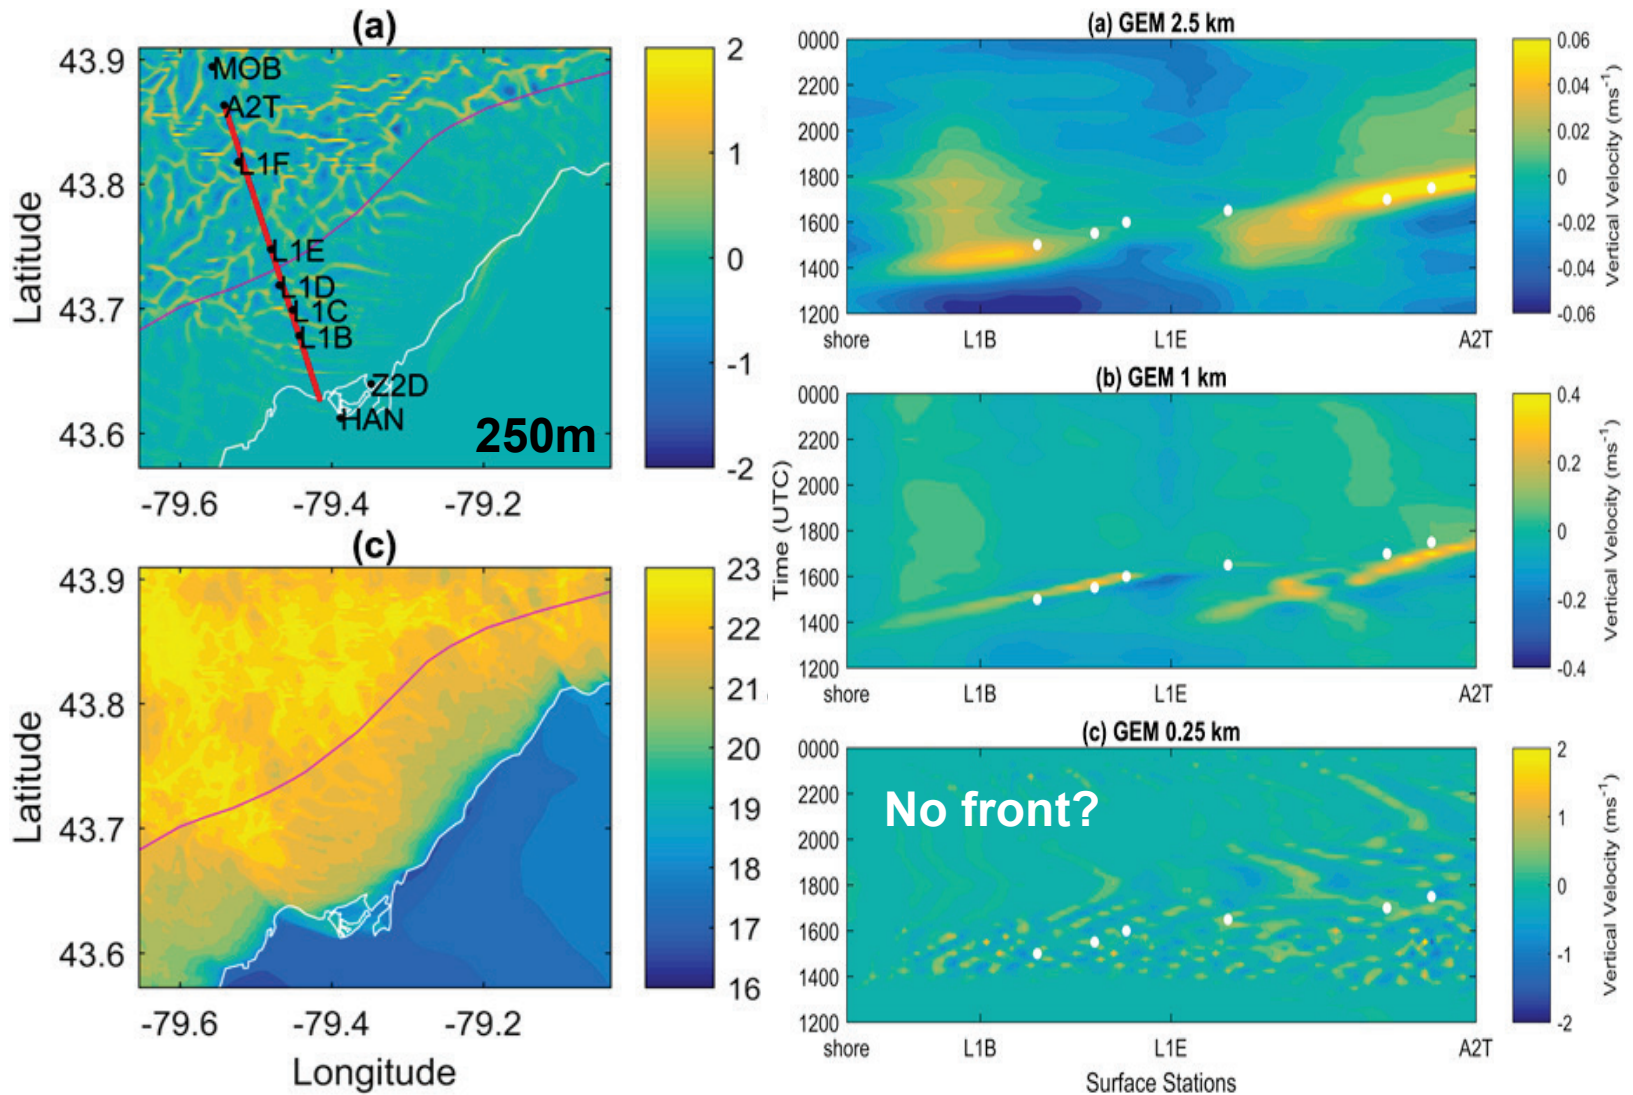 (a)
43.9
43.8
43.7
43.6
Latitude
MOB
A2T
L1F
L1E
L1D
L1C
L1B
Z2D
HAN
250m
-79.6
-79.4
-79.2
2
1
0
-1
-2
(c)
43.9
43.8
43.7
43.6
Latitude
-79.6
-79.4
-79.2
Longitude
23
22
21
20
19
18
17
16
(a) GEM 2.5 km
0000
2200
2000
1800
1600
1400
1200
shore
L1B
L1E
A2T
0.06
0.04
0.02
0
-0.02
-0.04
-0.06
Vertical Velocity (ms⁻¹)
(b) GEM 1 km
0000
2200
2000
1800
1600
1400
1200
Time (UTC)
shore
L1B
L1E
A2T
0.4
0.2
0
-0.2
-0.4
Vertical Velocity (ms⁻¹)
(c) GEM 0.25 km
No front?
0000
2200
2000
1800
1600
1400
1200
shore
L1B
L1E
A2T
Surface Stations
2
1
0
-1
-2
Vertical Velocity (ms⁻¹)